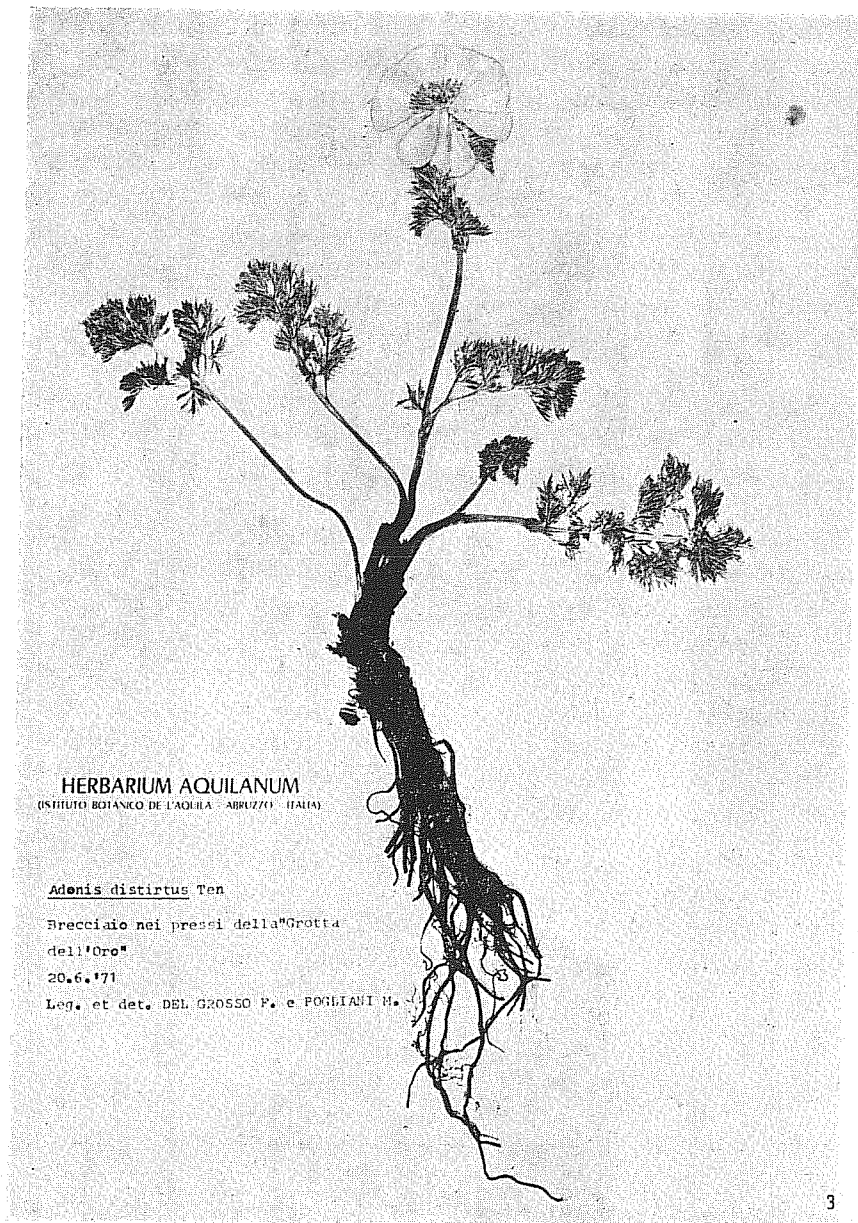 HERBARIUM AQUILANUM
(ISTITUTO BOTANICO DE L'AQUILA - ABRUZZO - ITALIA)
Adonis distirtus Ten
Brecciaio nei pressi della"Grotta
dell'Oro"
20.6.'71
Leg. et det. DEL GROSSO F. e POGLIANI M.
3